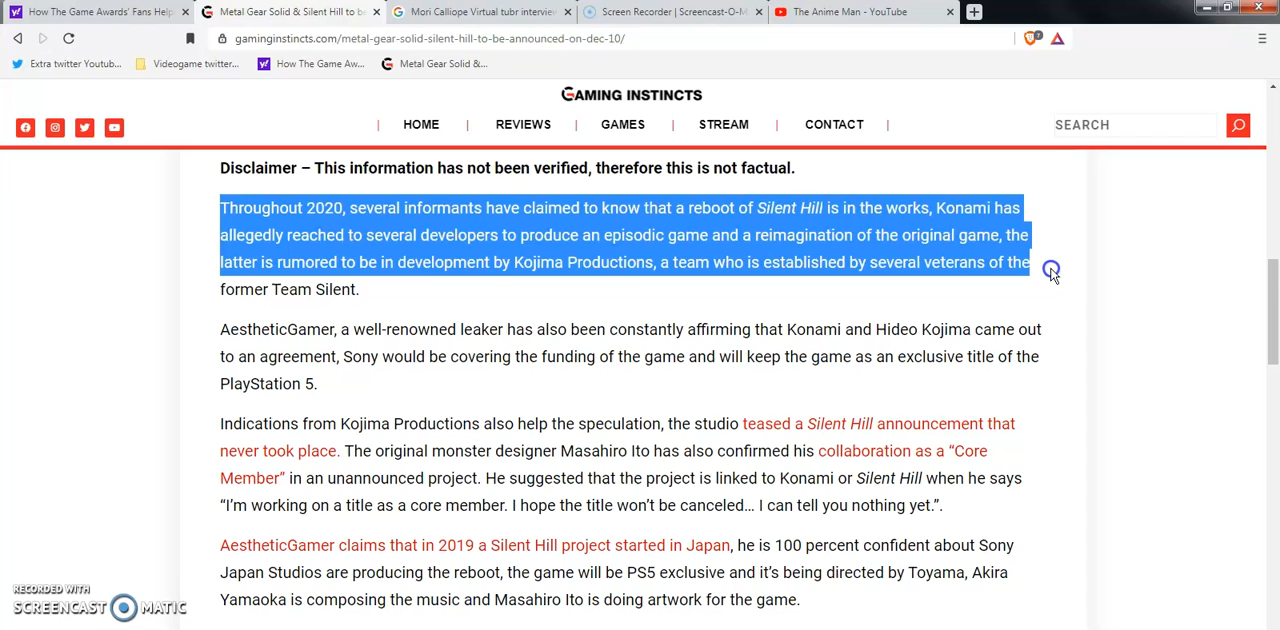 How The Game Awards' Fans Help
Metal Gear Solid & Silent Hill to be
Mori Calliope Virtual tubr interview
Screen Recorder | Screencast-O-M
The Anime Man - YouTube
gaminginstincts.com/metal-gear-solid-silent-hill-to-be-announced-on-dec-10/
Extra twitter Youtub...
Videogame twitter...
How The Game Aw...
Metal Gear Solid &...
GAMING INSTINCTS
HOME | REVIEWS | GAMES | STREAM | CONTACT
SEARCH
Disclaimer – This information has not been verified, therefore this is not factual.
Throughout 2020, several informants have claimed to know that a reboot of Silent Hill is in the works, Konami has
allegedly reached to several developers to produce an episodic game and a reimagination of the original game, the
latter is rumored to be in development by Kojima Productions, a team who is established by several veterans of the
former Team Silent.
AestheticGamer, a well-renowned leaker has also been constantly affirming that Konami and Hideo Kojima came out
to an agreement, Sony would be covering the funding of the game and will keep the game as an exclusive title of the
PlayStation 5.
Indications from Kojima Productions also help the speculation, the studio teased a Silent Hill announcement that
never took place. The original monster designer Masahiro Ito has also confirmed his collaboration as a “Core
Member” in an unannounced project. He suggested that the project is linked to Konami or Silent Hill when he says
“I’m working on a title as a core member. I hope the title won’t be canceled… I can tell you nothing yet.”.
AestheticGamer claims that in 2019 a Silent Hill project started in Japan, he is 100 percent confident about Sony
Japan Studios are producing the reboot, the game will be PS5 exclusive and it’s being directed by Toyama, Akira
Yamaoka is composing the music and Masahiro Ito is doing artwork for the game.
RECORDED WITH
SCREENCAST MATIC